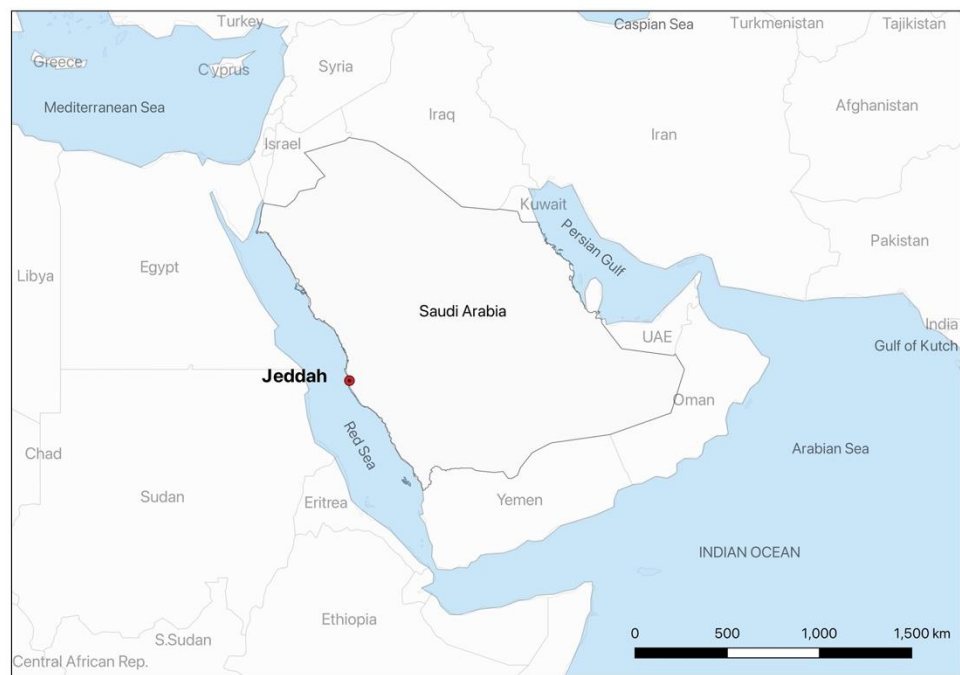 Turkey
Caspian Sea
Turkmenistan
Tajikistan
Greece
Cyprus
Syria
Mediterranean Sea
Afghanistan
Iraq
Iran
Israel
Kuwait
Persian Gulf
Pakistan
Libya
Egypt
Saudi Arabia
UAE
India
Gulf of Kutch
Jeddah
Oman
Red Sea
Chad
Arabian Sea
Sudan
Eritrea
Yemen
INDIAN OCEAN
Ethiopia
S.Sudan
Central African Rep.
0 500 1,000 1,500 km